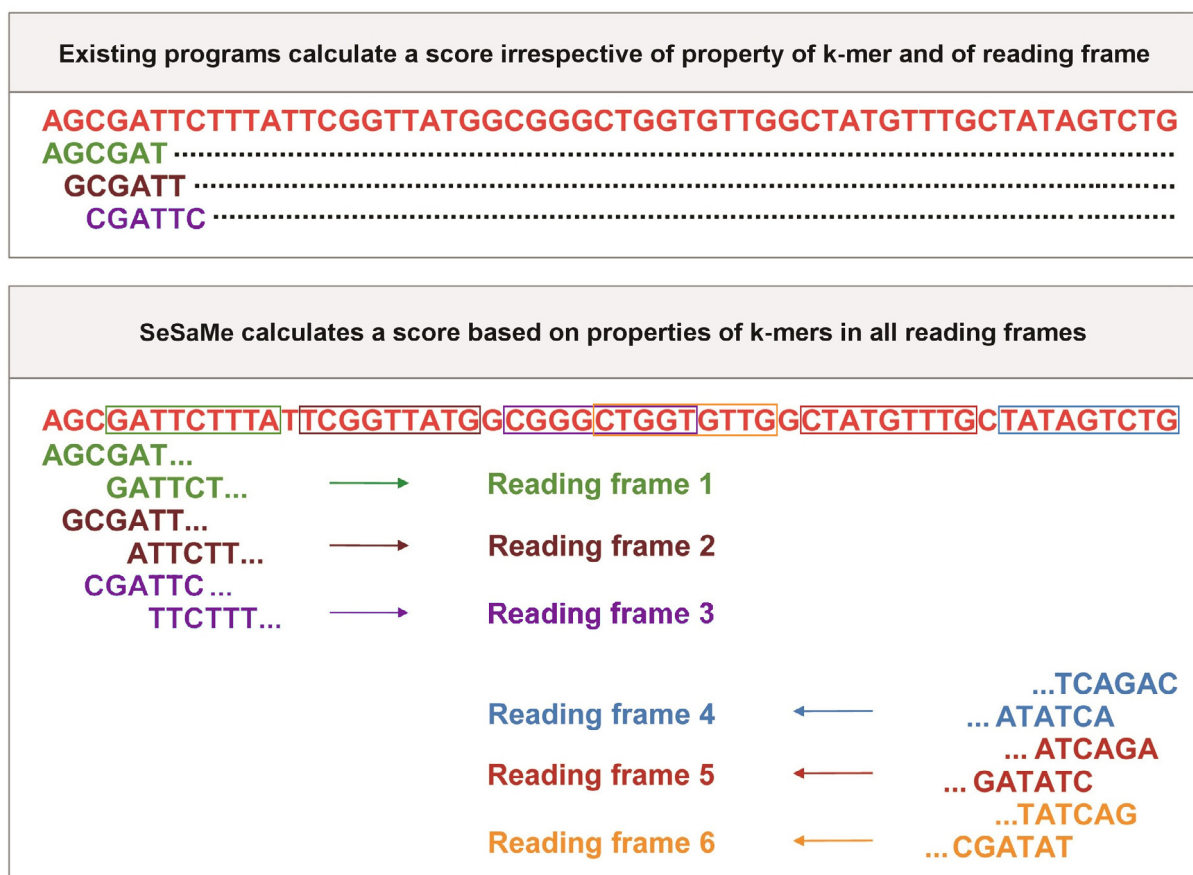 Existing programs calculate a score irrespective of property of k-mer and of reading frame
AGCGATTCTTTATTCGGTTATGGCGGGCTGGTGTTGGCTATGTTTGCTATAGTCTG
AGCGAT
GCGATT
CGATTC
SeSaMe calculates a score based on properties of k-mers in all reading frames
AGCGATTCTTTATTCGGTTATGGCGGGCTGGTGTTGGCTATGTTTGCTATAGTCTG
AGCGAT...
GATTCT... Reading frame 1
GCGATT...
ATTCTT... Reading frame 2
CGATTC ...
TTCTTT... Reading frame 3
...TCAGAC
Reading frame 4 ... ATATCA
... ATCAGA
Reading frame 5 ... GATATC
...TATCAG
Reading frame 6 ... CGATAT